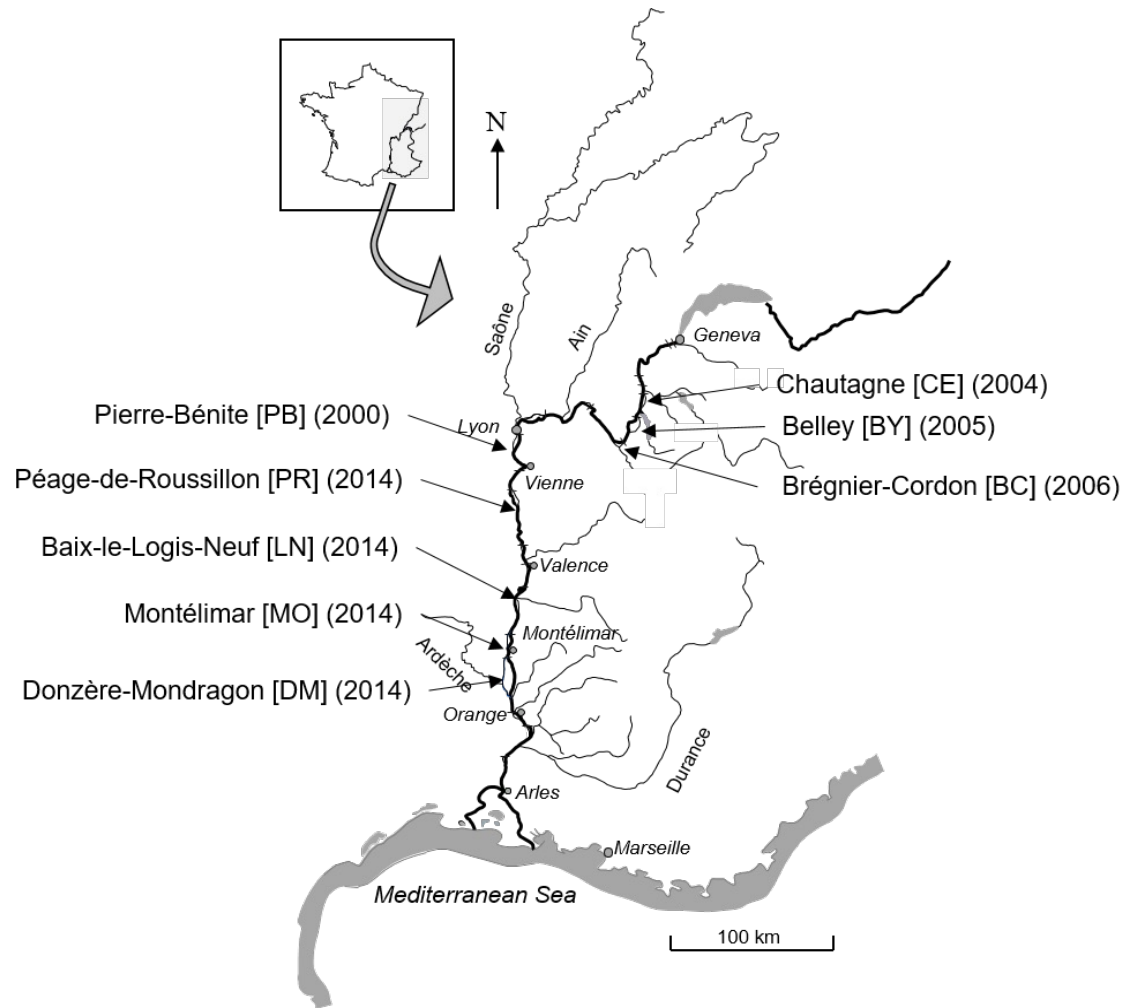 N
Saône
Ain
Geneva
Chautagne [CE] (2004)
Pierre-Bénite [PB] (2000)
Lyon
Belley [BY] (2005)
Péage-de-Roussillon [PR] (2014)
Vienne
Brégnier-Cordon [BC] (2006)
Baix-le-Logis-Neuf [LN] (2014)
Valence
Montélimar [MO] (2014)
Montélimar
Ardèche
Donzère-Mondragon [DM] (2014)
Orange
Durance
Arles
Marseille
Mediterranean Sea
100 km